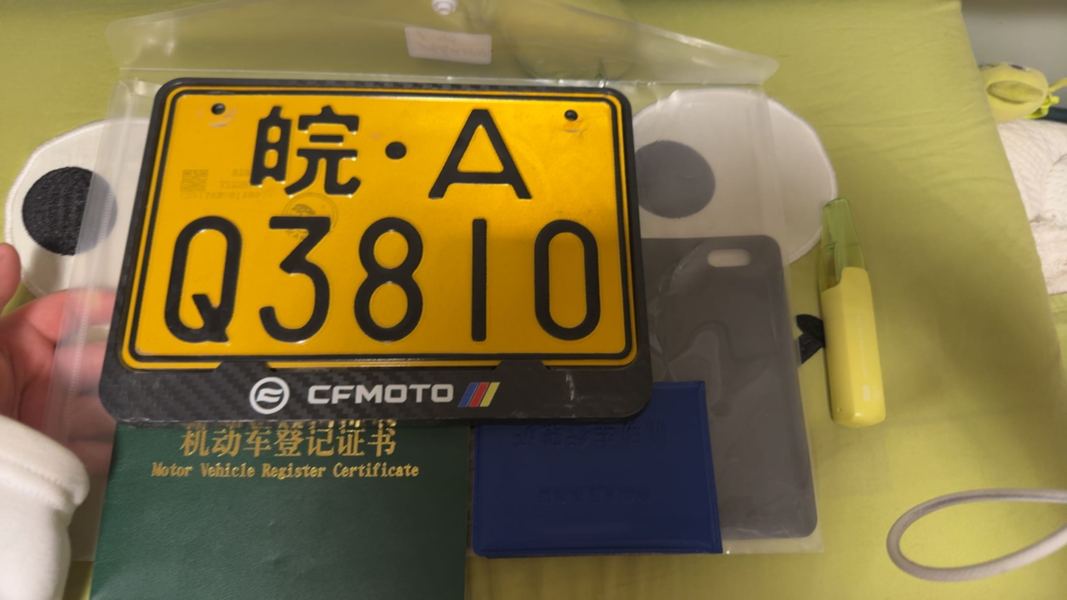 皖·A
Q3810
CFMOTO
机动车登记证书
Motor Vehicle Register Certificate